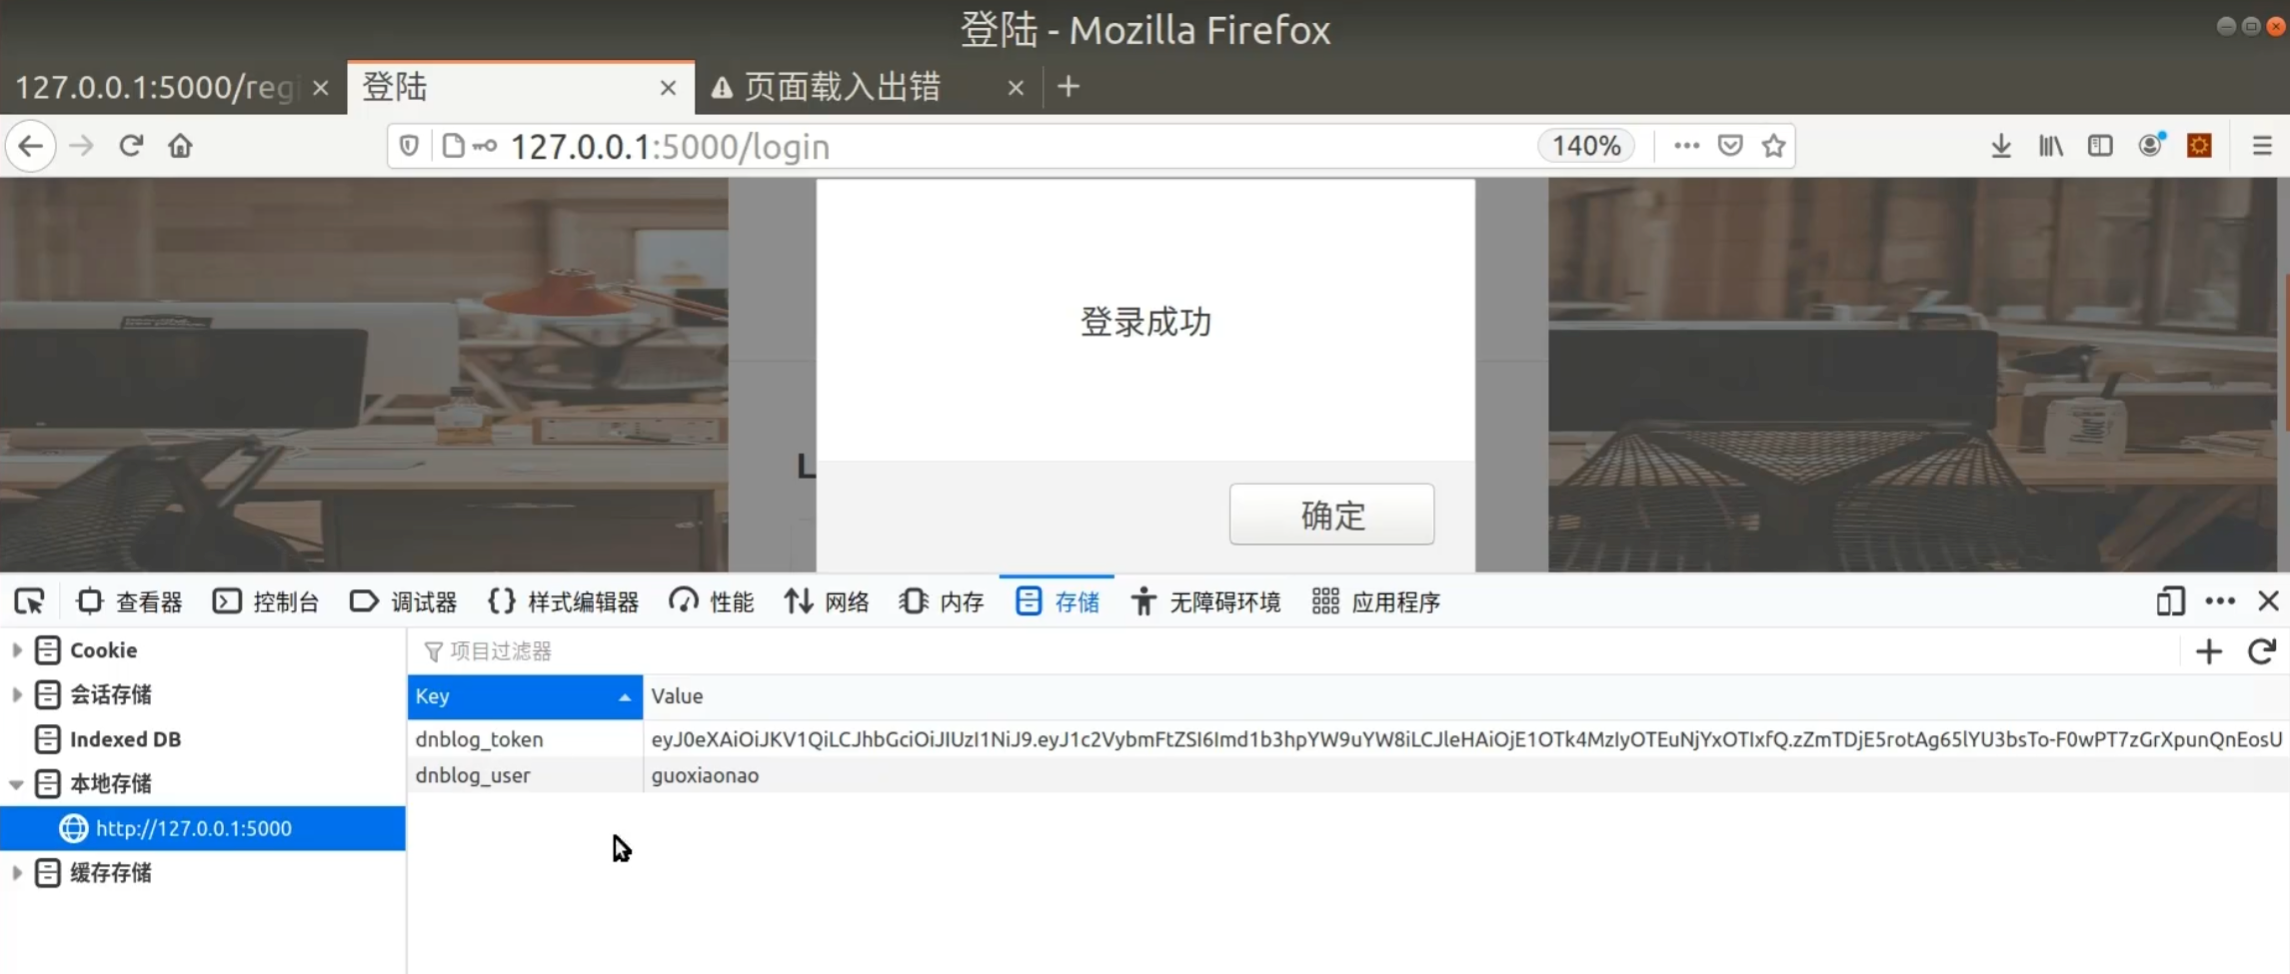 登陆 - Mozilla Firefox
127.0.0.1:5000/regi
登陆
页面载入出错
127.0.0.1:5000/login
140%
登录成功
L
确定
查看器
控制台
调试器
样式编辑器
性能
网络
内存
存储
无障碍环境
应用程序
Cookie
会话存储
Indexed DB
本地存储
http://127.0.0.1:5000
缓存存储
项目过滤器
Key Value
dnblog_token eyJ0eXAiOiJKV1QiLCJhbGciOiJIUzI1NiJ9.eyJ1c2VybmFtZSI6Imd1b3hpYW9uYW8iLCJleHAiOjE1OTk4MzIyOTEuNjYxOTIxfQ.zZmTDjE5rotAg65lYU3bsTo-F0wPT7zGrXpunQnEosU
dnblog_user guoxiaonao